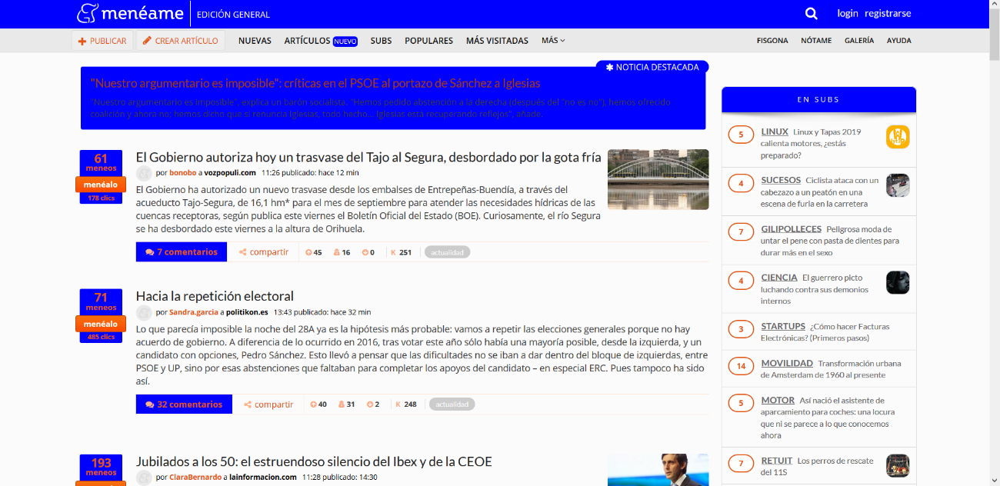 menéame EDICIÓN GENERAL login registrarse
PUBLICAR CREAR ARTÍCULO NUEVAS ARTÍCULOS NUEVO SUBS POPULARES MÁS VISITADAS MÁS FISGONA NÓTAME GALERÍA AYUDA
✱ NOTICIA DESTACADA
"Nuestro argumentario es imposible": críticas en el PSOE al portazo de Sánchez a Iglesias
"Nuestro argumentario es imposible", explica un barón socialista. "Hemos pedido abstención a la derecha (después del "no es no"), hemos ofrecido
coalición y ahora no; hemos dicho que si renuncia Iglesias, todo hecho... Iglesias está recuperando reflejos", añade.
61
meneos
menéalo
178 clics
El Gobierno autoriza hoy un trasvase del Tajo al Segura, desbordado por la gota fría
por bonobo a vozpopuli.com 11:26 publicado: hace 12 min
El Gobierno ha autorizado un nuevo trasvase desde los embalses de Entrepeñas-Buendía, a través del
acueducto Tajo-Segura, de 16,1 hm* para el mes de septiembre para atender las necesidades hídricas de las
cuencas receptoras, según publica este viernes el Boletín Oficial del Estado (BOE). Curiosamente, el río Segura
se ha desbordado este viernes a la altura de Orihuela.
7 comentarios compartir 45 16 0 K 251 actualidad
71
meneos
menéalo
485 clics
Hacia la repetición electoral
por Sandra.garcia a politikon.es 13:43 publicado: hace 32 min
Lo que parecía imposible la noche del 28A ya es la hipótesis más probable: vamos a repetir las elecciones generales porque no hay
acuerdo de gobierno. A diferencia de lo ocurrido en 2016, tras votar este año sólo había una mayoría posible, desde la izquierda, y un
candidato con opciones, Pedro Sánchez. Esto llevó a pensar que las dificultades no se iban a dar dentro del bloque de izquierdas, entre
PSOE y UP, sino por esas abstenciones que faltaban para completar los apoyos del candidato – en especial ERC. Pues tampoco ha sido
así.
32 comentarios compartir 40 31 2 K 248 actualidad
193
meneos
Jubilados a los 50: el estruendoso silencio del Ibex y de la CEOE
por ClaraBernardo a lainformacion.com 11:28 publicado: 14:30
EN SUBS
5 LINUX Linux y Tapas 2019
calienta motores, ¿estás
preparado?
4 SUCESOS Ciclista ataca con un
cabezazo a un peatón en una
escena de furia en la carretera
7 GILIPOLLECES Peligrosa moda de
untar el pene con pasta de dientes para
durar más en el sexo
4 CIENCIA El guerrero picto
luchando contra sus demonios
internos
3 STARTUPS ¿Cómo hacer Facturas
Electrónicas? (Primeros pasos)
14 MOVILIDAD Transformación urbana
de Amsterdam de 1960 al presente
5 MOTOR Así nació el asistente de
aparcamiento para coches: una locura
que ni se parece a lo que conocemos
ahora
7 RETUIT Los perros de rescate
del 11S